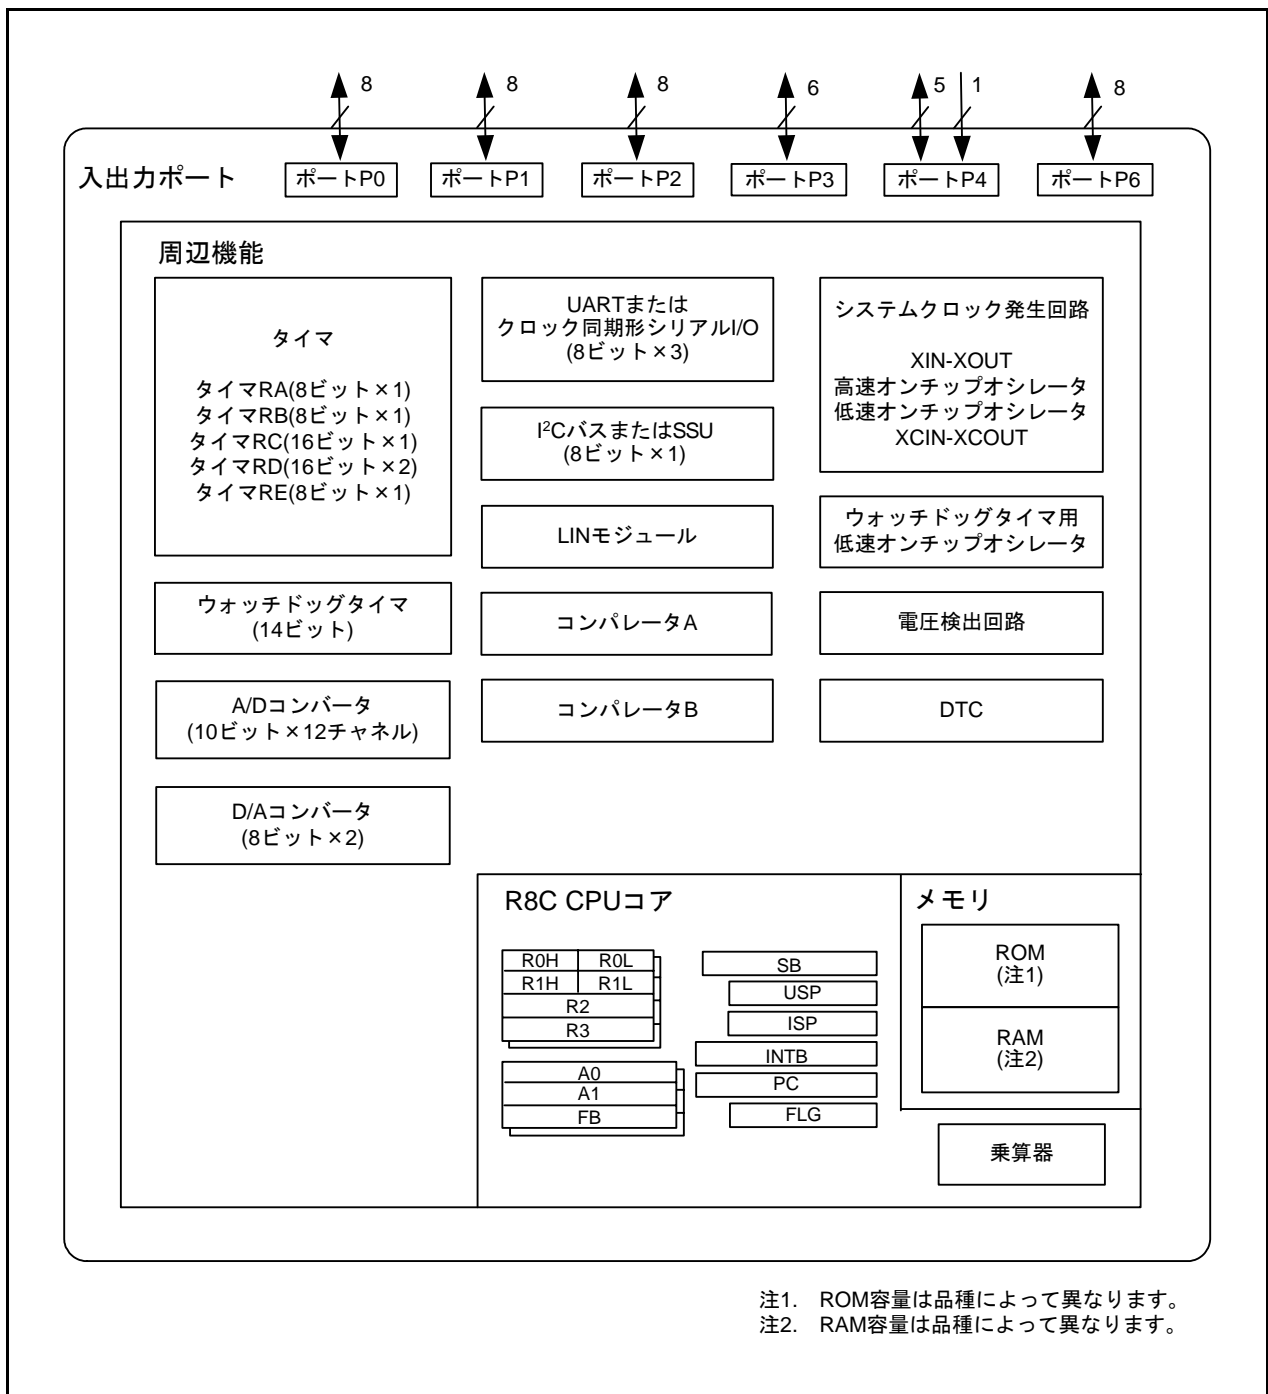 8 8 8 6 5 1 8
入出力ポート
ポートP0 ポートP1 ポートP2 ポートP3 ポートP4 ポートP6
周辺機能
タイマ
タイマRA(8ビット×1)
タイマRB(8ビット×1)
タイマRC(16ビット×1)
タイマRD(16ビット×2)
タイマRE(8ビット×1)
ウォッチドッグタイマ
(14ビット)
A/Dコンバータ
(10ビット×12チャネル)
D/Aコンバータ
(8ビット×2)
UARTまたは
クロック同期形シリアルI/O
(8ビット×3)
I²CバスまたはSSU
(8ビット×1)
LINモジュール
コンパレータA
コンパレータB
システムクロック発生回路
XIN-XOUT
高速オンチップオシレータ
低速オンチップオシレータ
XCIN-XCOUT
ウォッチドッグタイマ用
低速オンチップオシレータ
電圧検出回路
DTC
R8C CPUコア
R0H R0L
R1H R1L
R2
R3
A0
A1
FB
SB
USP
ISP
INTB
PC
FLG
メモリ
ROM
(注1)
RAM
(注2)
乗算器
注1. ROM容量は品種によって異なります。
注2. RAM容量は品種によって異なります。